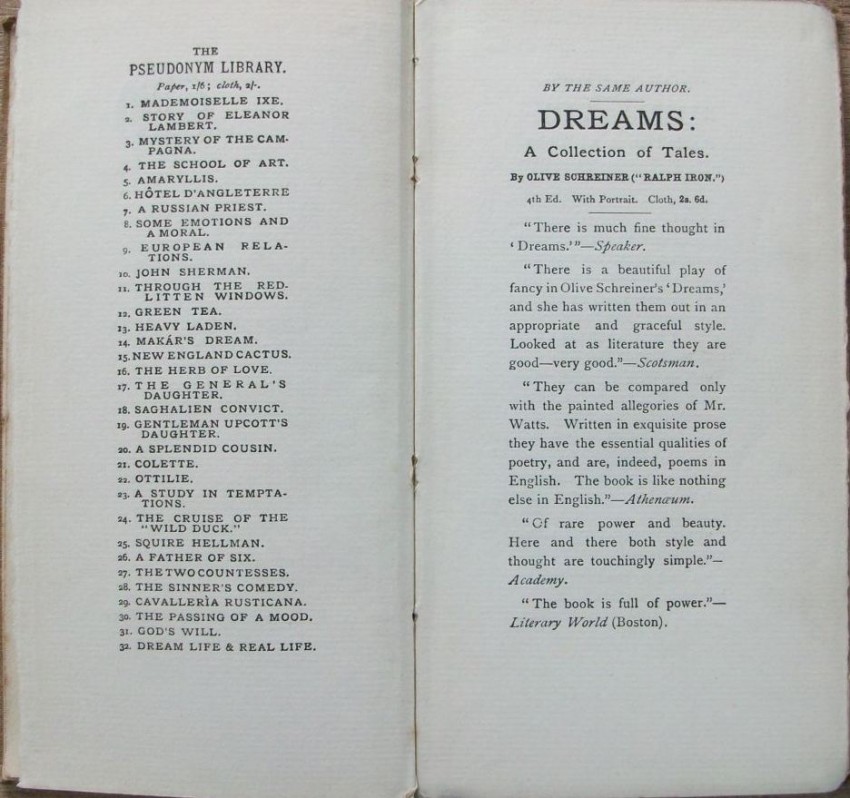 THE
PSEUDONYM LIBRARY.
Paper, 1/6; cloth, 2/-.
1. MADEMOISELLE IXE.
2. STORY OF ELEANOR
LAMBERT.
3. MYSTERY OF THE CAM-
PAGNA.
4. THE SCHOOL OF ART.
5. AMARYLLIS.
6. HÔTEL D'ANGLETERRE
7. A RUSSIAN PRIEST.
8. SOME EMOTIONS AND
A MORAL.
9. EUROPEAN RELA-
TIONS.
10. JOHN SHERMAN.
11. THROUGH THE RED-
LITTEN WINDOWS.
12. GREEN TEA.
13. HEAVY LADEN.
14. MAKÁR'S DREAM.
15. NEW ENGLAND CACTUS.
16. THE HERB OF LOVE.
17. THE GENERAL'S
DAUGHTER.
18. SAGHALIEN CONVICT.
19. GENTLEMAN UPCOTT'S
DAUGHTER.
20. A SPLENDID COUSIN.
21. COLETTE.
22. OTTILIE.
23. A STUDY IN TEMPTA-
TIONS.
24. THE CRUISE OF THE
"WILD DUCK."
25. SQUIRE HELLMAN.
26. A FATHER OF SIX.
27. THE TWO COUNTESSES.
28. THE SINNER'S COMEDY.
29. CAVALLERÌA RUSTICANA.
30. THE PASSING OF A MOOD.
31. GOD'S WILL.
32. DREAM LIFE & REAL LIFE.
BY THE SAME AUTHOR.
DREAMS:
A Collection of Tales.
By OLIVE SCHREINER ("RALPH IRON.")
4th Ed. With Portrait. Cloth, 2s. 6d.
"There is much fine thought in
'Dreams.'"—Speaker.
"There is a beautiful play of
fancy in Olive Schreiner's 'Dreams,'
and she has written them out in an
appropriate and graceful style.
Looked at as literature they are
good—very good."—Scotsman.
"They can be compared only
with the painted allegories of Mr.
Watts. Written in exquisite prose
they have the essential qualities of
poetry, and are, indeed, poems in
English. The book is like nothing
else in English."—Athenæum.
"Of rare power and beauty.
Here and there both style and
thought are touchingly simple."—
Academy.
"The book is full of power."—
Literary World (Boston).